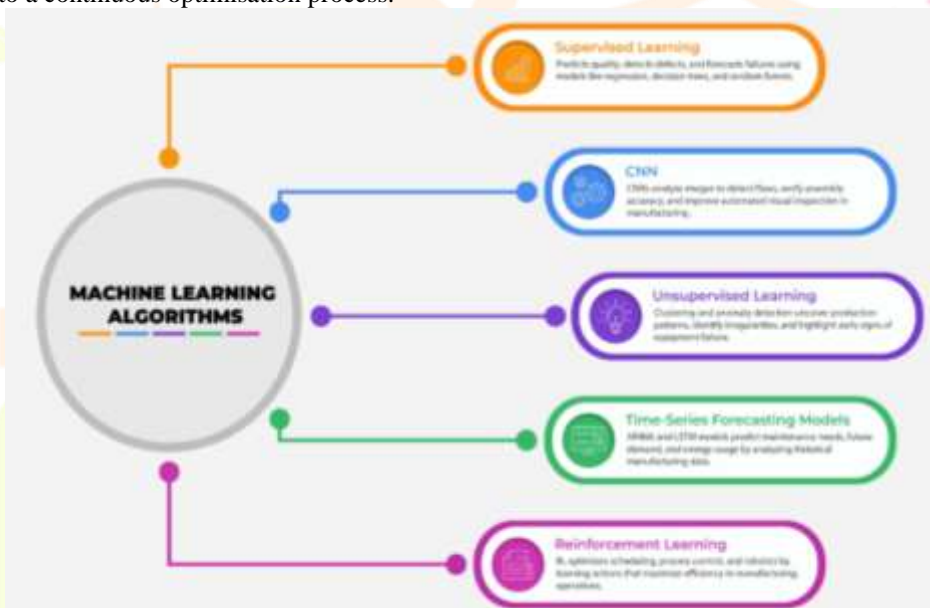 to a continuous optimisation process.
Supervised Learning
Predicts quality, detects defects, and forecasts failures using
models like regression, decision trees, and random forests.
CNN
CNNs analyze images to detect flaws, verify assembly
accuracy, and improve automated visual inspection in
manufacturing.
MACHINE LEARNING
ALGORITHMS
Unsupervised Learning
Clustering and anomaly detection uncover production
patterns, identify irregularities, and highlight early signs of
equipment failure.
Time-Series Forecasting Models
ARIMA and LSTM models predict maintenance needs, future
demand, and energy usage by analyzing historical
manufacturing data.
Reinforcement Learning
RL optimizes scheduling, process control, and robotics by
learning actions that maximize efficiency in manufacturing
operations.